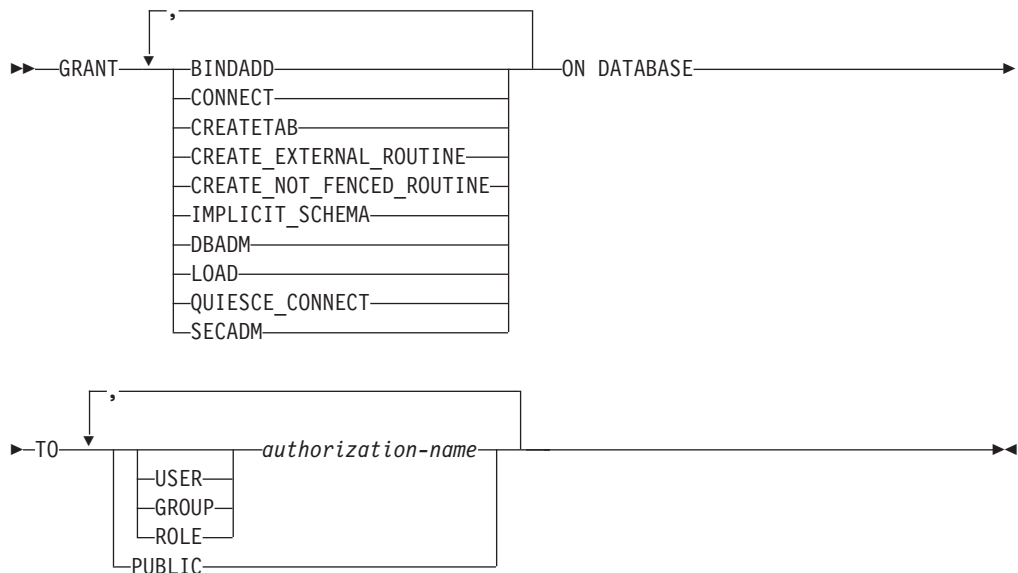 ,
GRANT BINDADD ON DATABASE
CONNECT
CREATETAB
CREATE_EXTERNAL_ROUTINE
CREATE_NOT_FENCED_ROUTINE
IMPLICIT_SCHEMA
DBADM
LOAD
QUIESCE_CONNECT
SECADM
,
TO authorization-name
USER
GROUP
ROLE
PUBLIC